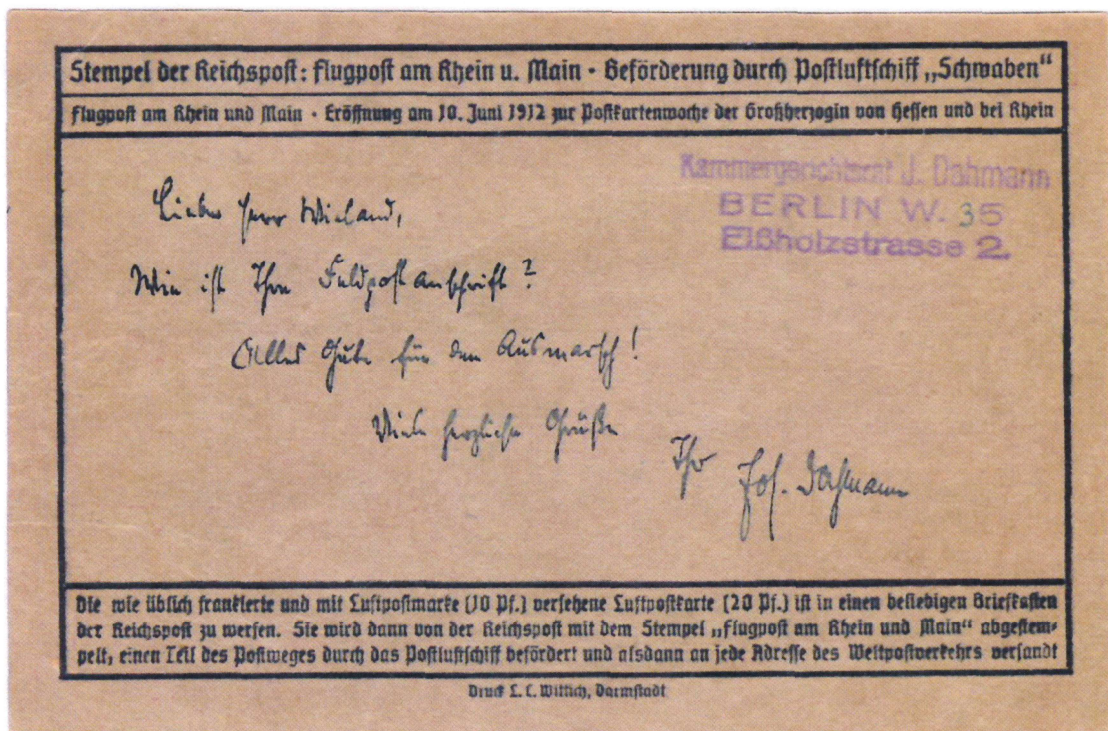 Stempel der Reichspost: Flugpost am Rhein u. Main · Beförderung durch Postluftschiff „Schwaben“
Flugpost am Rhein und Main · Eröffnung am 10. Juni 1912 zur Postkartenwoche der Großherzogin von Hessen und bei Rhein
Kammergerichtsrat J. Dahmann
BERLIN W. 35
Elßholzstrasse 2.
Lieber Herr Wieland,
Wie ist Ihre Feldpostanschrift?
Alles Gute für den Ausmarsch!
Viele herzliche Grüße
Ihr Jos. Dahmann
Die wie üblich frankierte und mit Luftpostmarke (10 Pf.) versehene Luftpostkarte (20 Pf.) ist in einen beliebigen Briefkasten
der Reichspost zu werfen. Sie wird dann von der Reichspost mit dem Stempel „Flugpost am Rhein und Main“ abgestem-
pelt, einen Teil des Postweges durch das Postluftschiff befördert und alsdann an jede Adresse des Weltpostverkehrs versandt
Druck L. C. Wittich, Darmstadt